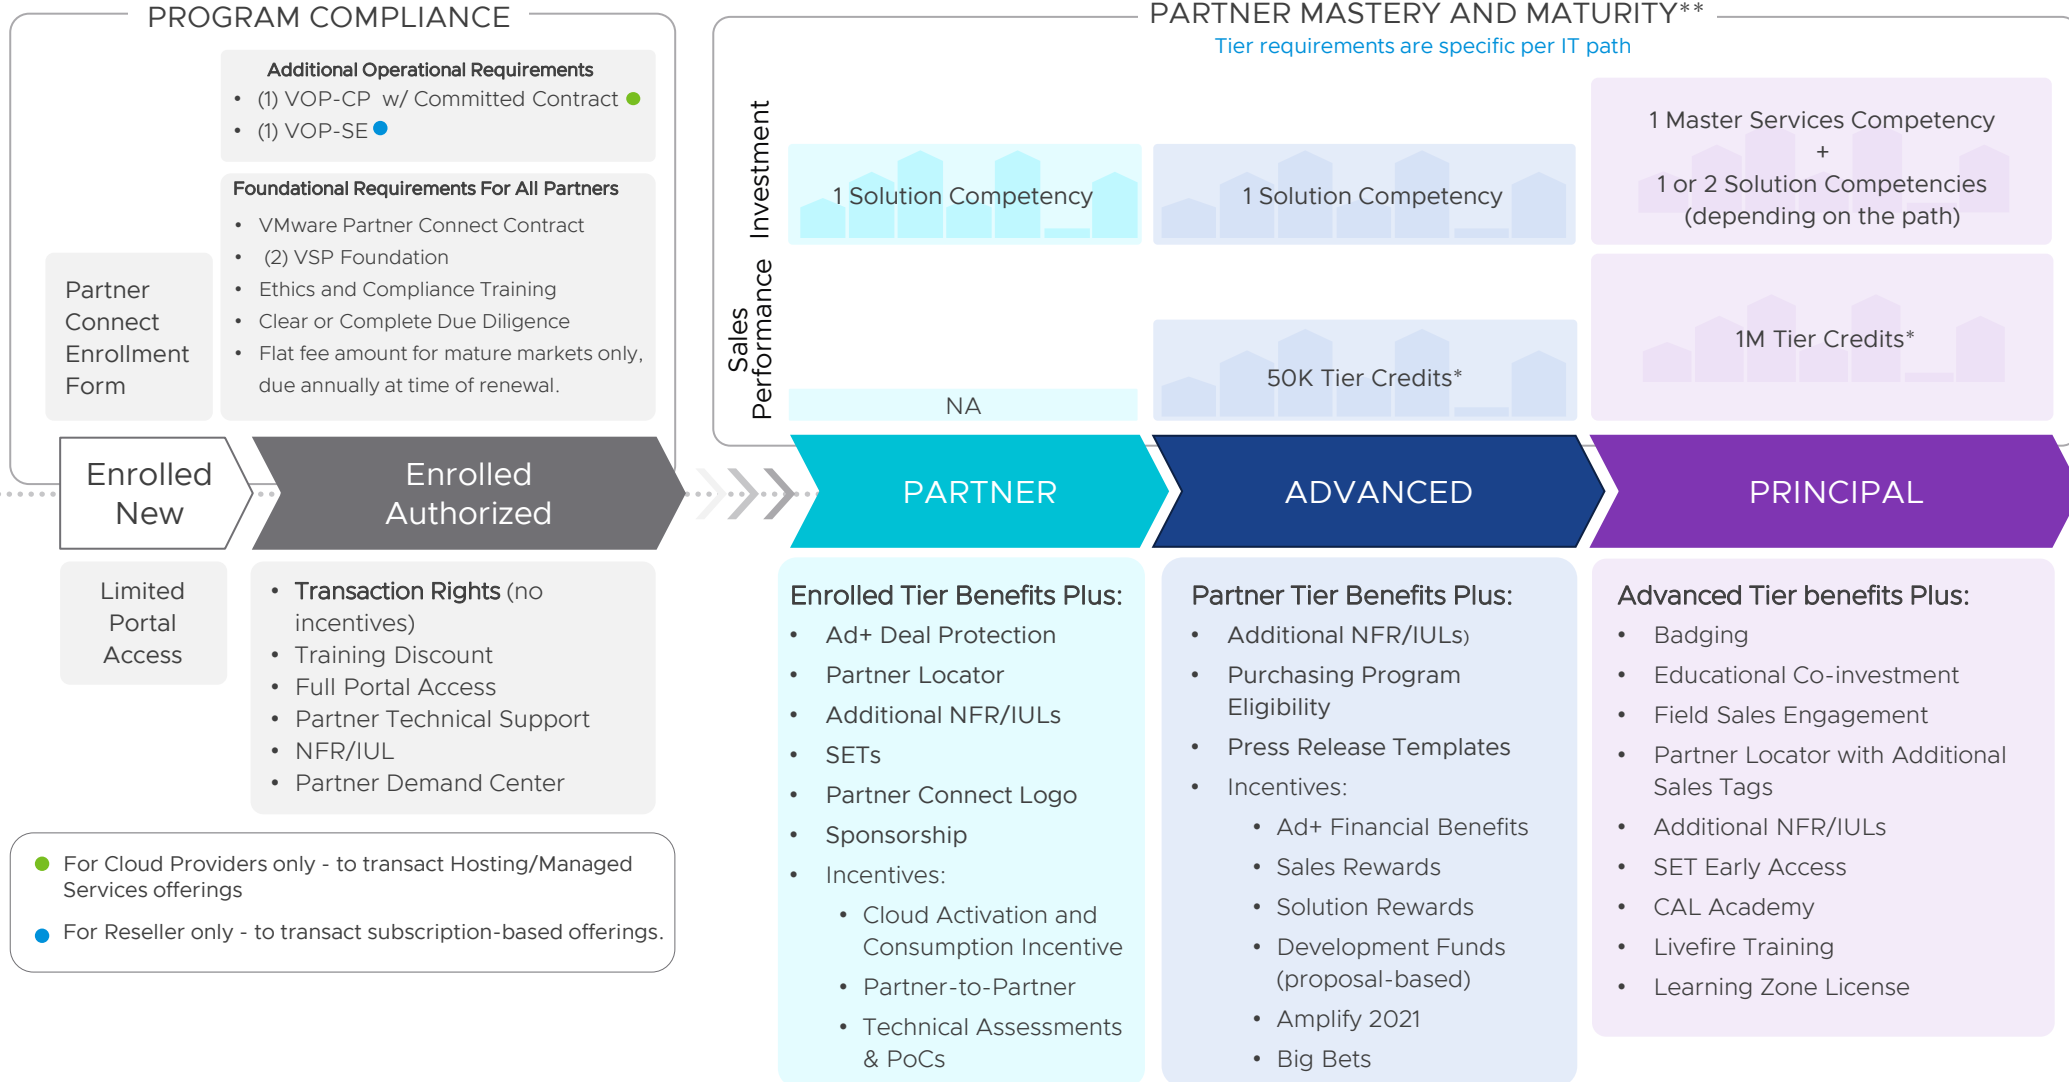 PROGRAM COMPLIANCE
Additional Operational Requirements
• (1) VOP-CP w/ Committed Contract
• (1) VOP-SE
Foundational Requirements For All Partners
• VMware Partner Connect Contract
• (2) VSP Foundation
• Ethics and Compliance Training
• Clear or Complete Due Diligence
• Flat fee amount for mature markets only,
due annually at time of renewal.
Partner
Connect
Enrollment
Form
Enrolled
New
Enrolled
Authorized
Limited
Portal
Access
• Transaction Rights (no
incentives)
• Training Discount
• Full Portal Access
• Partner Technical Support
• NFR/IUL
• Partner Demand Center
For Cloud Providers only - to transact Hosting/Managed
Services offerings
For Reseller only - to transact subscription-based offerings.
PARTNER MASTERY AND MATURITY**
Tier requirements are specific per IT path
Investment
1 Solution Competency
1 Solution Competency
1 Master Services Competency
+
1 or 2 Solution Competencies
(depending on the path)
Sales
Performance
NA
50K Tier Credits*
1M Tier Credits*
PARTNER
ADVANCED
PRINCIPAL
Enrolled Tier Benefits Plus:
• Ad+ Deal Protection
• Partner Locator
• Additional NFR/IULs
• SETs
• Partner Connect Logo
• Sponsorship
• Incentives:
• Cloud Activation and
Consumption Incentive
• Partner-to-Partner
• Technical Assessments
& PoCs
Partner Tier Benefits Plus:
• Additional NFR/IULs)
• Purchasing Program
Eligibility
• Press Release Templates
• Incentives:
• Ad+ Financial Benefits
• Sales Rewards
• Solution Rewards
• Development Funds
(proposal-based)
• Amplify 2021
• Big Bets
Advanced Tier benefits Plus:
• Badging
• Educational Co-investment
• Field Sales Engagement
• Partner Locator with Additional
Sales Tags
• Additional NFR/IULs
• SET Early Access
• CAL Academy
• Livefire Training
• Learning Zone License